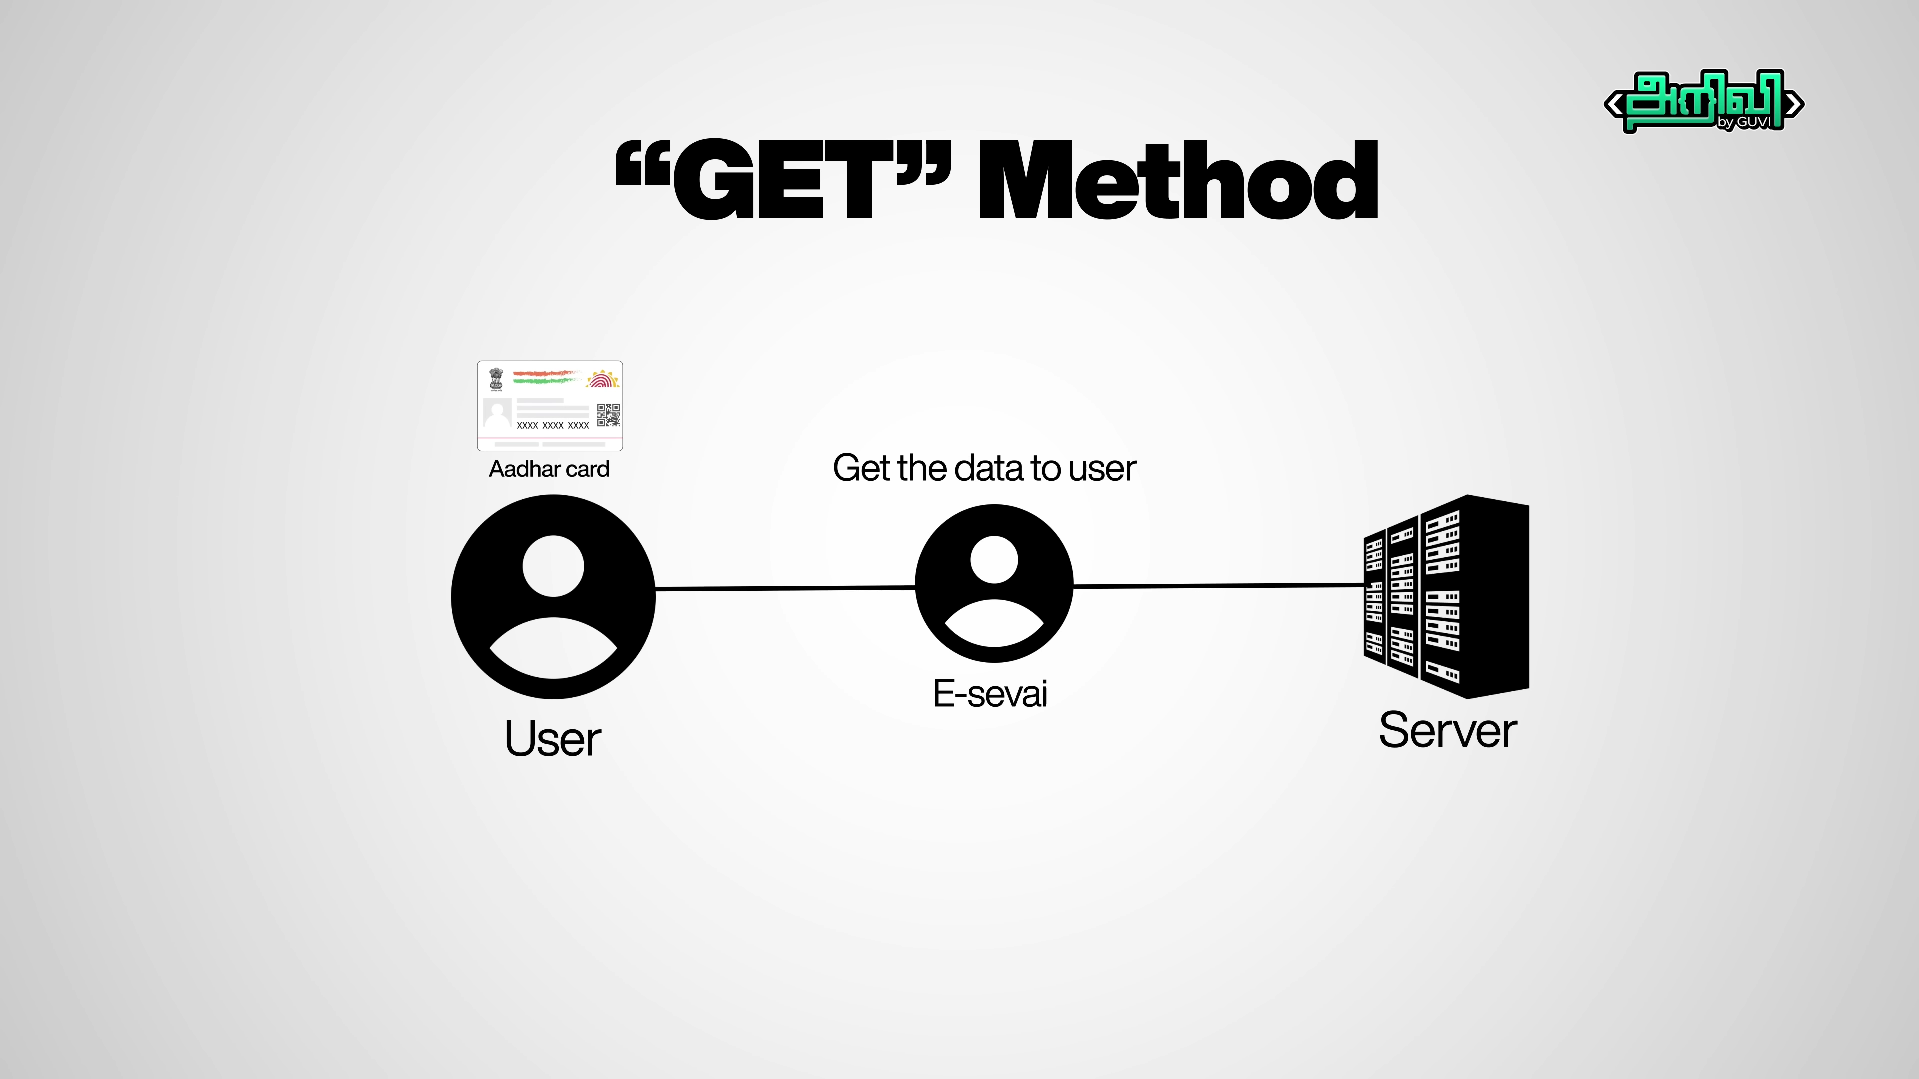 அறிவி
by GUVI
“GET” Method
XXXX XXXX XXXX
Aadhar card
Get the data to user
E-sevai
User
Server